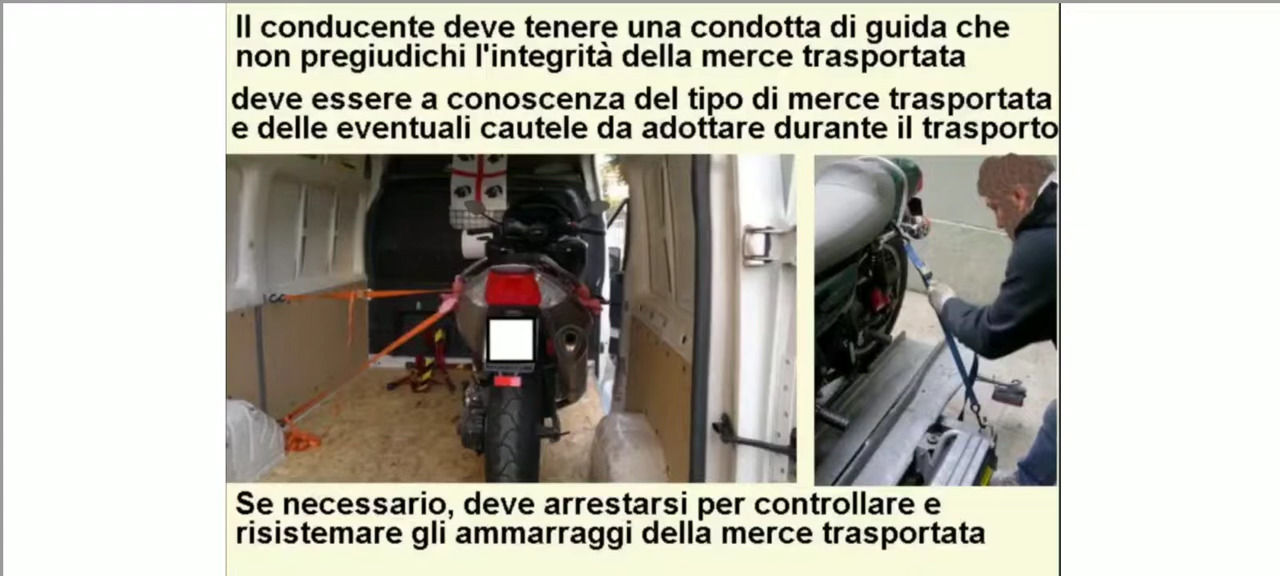 Il conducente deve tenere una condotta di guida che
non pregiudichi l'integrità della merce trasportata
deve essere a conoscenza del tipo di merce trasportata
e delle eventuali cautele da adottare durante il trasporto
Se necessario, deve arrestarsi per controllare e
risistemare gli ammarraggi della merce trasportata